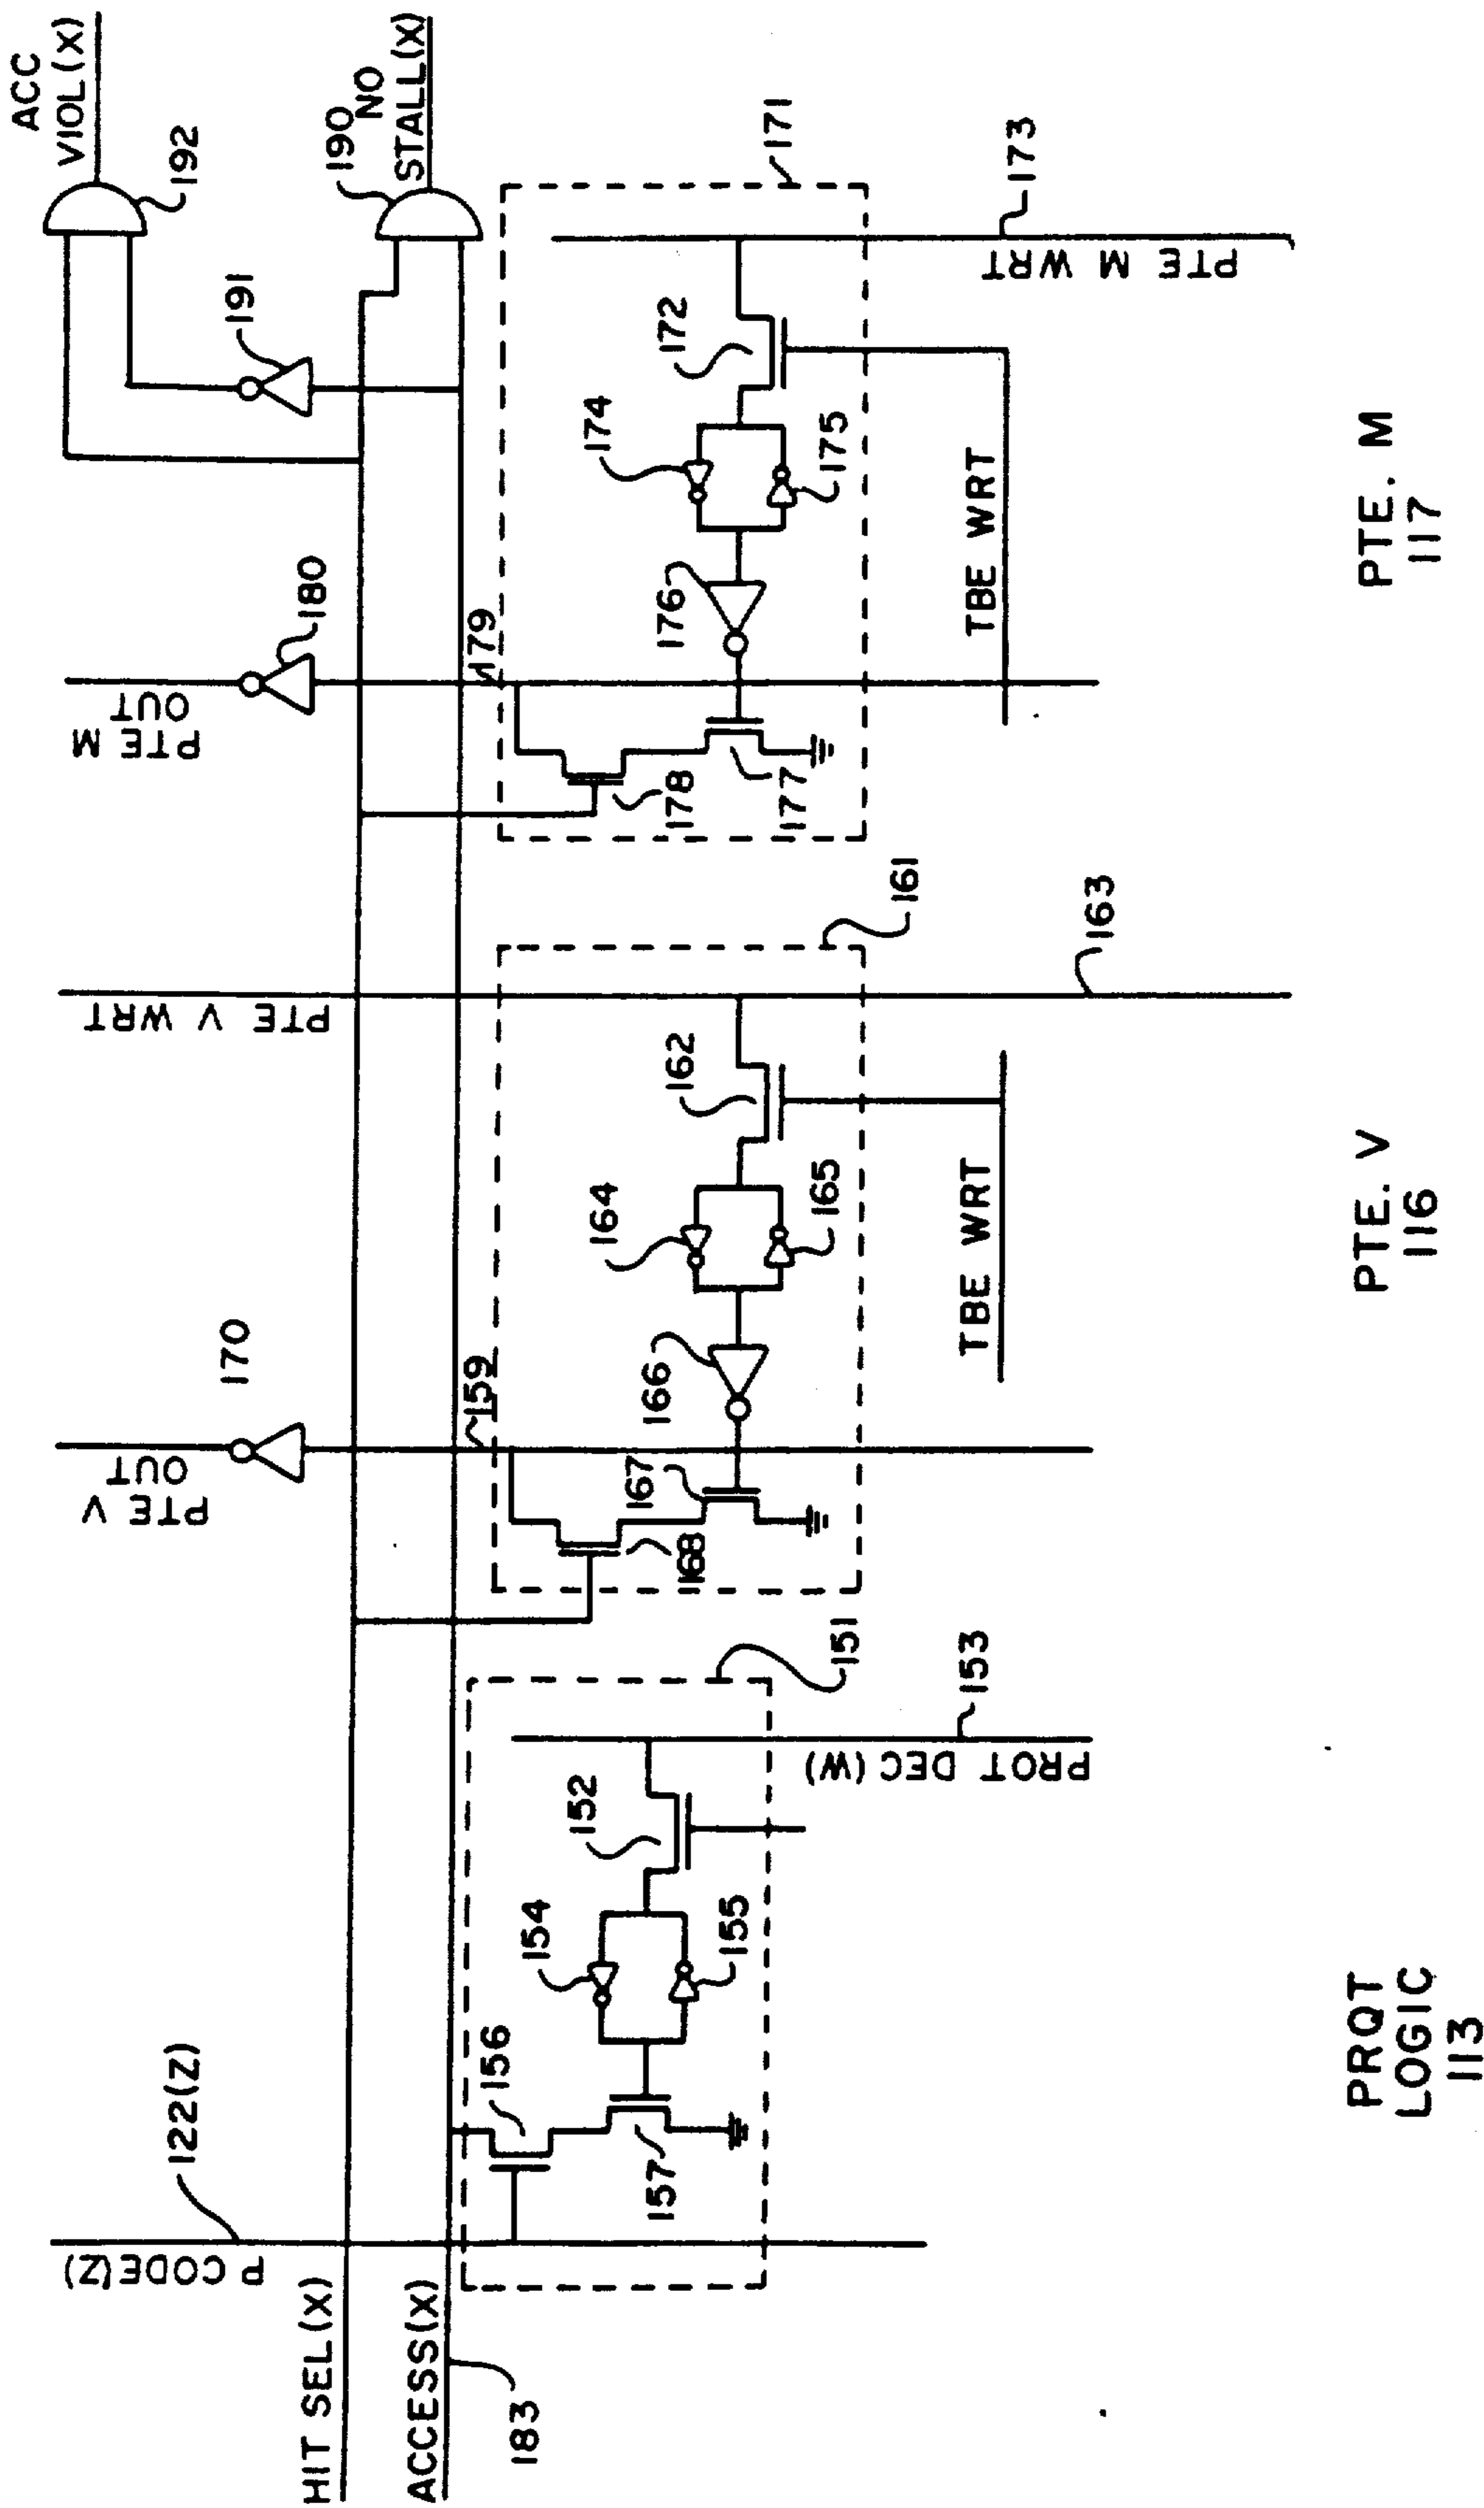 ACC
VIOL(X)
192
190
NO
STALL(X)
191
180
PTE M
OUT
179
171
172
173
PTE M WRT
174
175
176
177
178
TBE WRT
PTE. M
117
170
PTE V
OUT
159
PTE V WRT
161
162
163
164
165
166
167
168
TBE WRT
PTE. V
116
151
152
153
PROT DEC(W)
154
155
156
157
122(Z)
P CODE(Z)
HIT SEL(X)
ACCESS(X)
183
PRQT
LOGIC
113